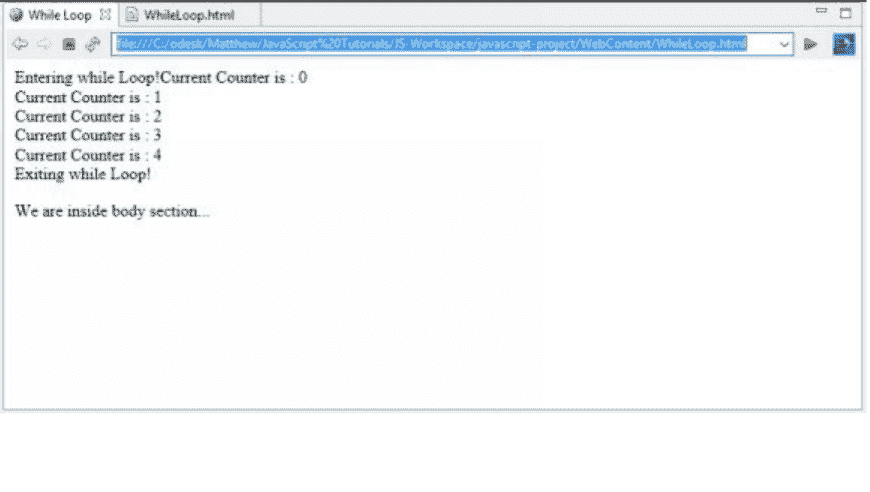 While Loop
WhileLoop.html
file:///C:/odesk/Matthew/JavaScript%20Tutorials/JS Workspace/javascript-project/WebContent/WhileLoop.html
Entering while Loop!Current Counter is : 0
Current Counter is : 1
Current Counter is : 2
Current Counter is : 3
Current Counter is : 4
Exiting while Loop!
We are inside body section...